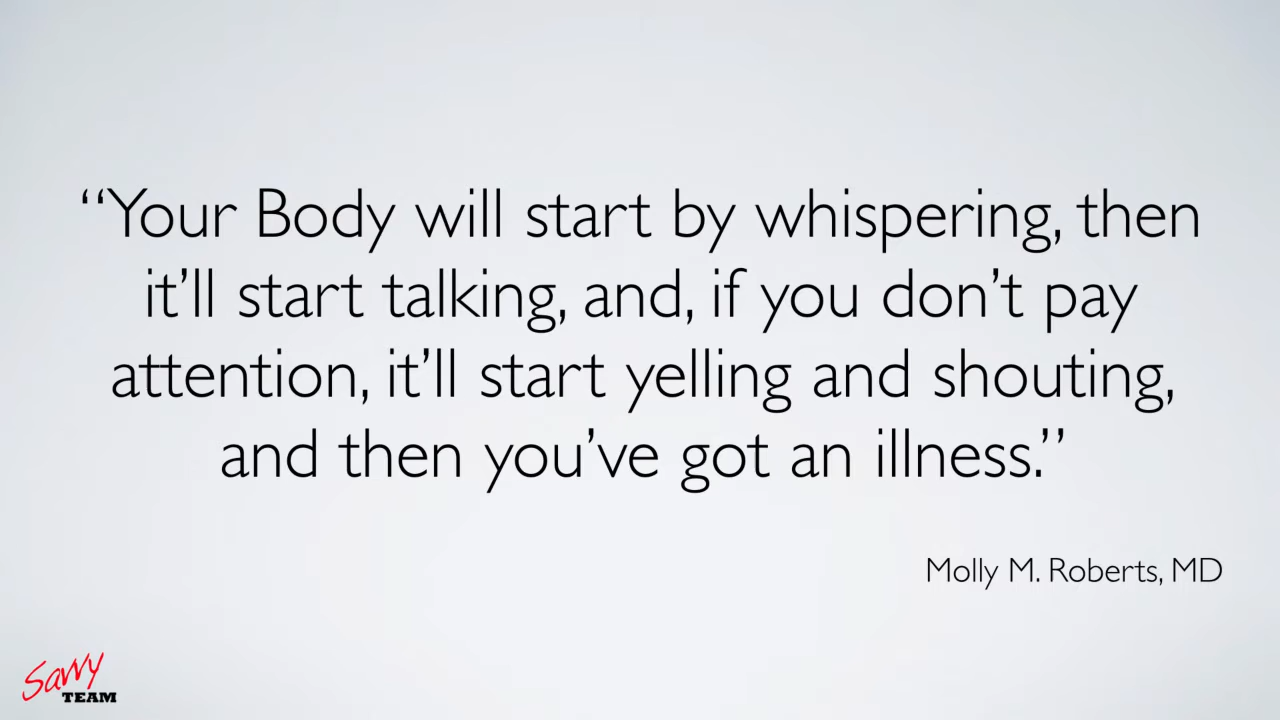 “Your Body will start by whispering, then
it’ll start talking, and, if you don’t pay
attention, it’ll start yelling and shouting,
and then you’ve got an illness.”
Molly M. Roberts, MD
Savvy
TEAM